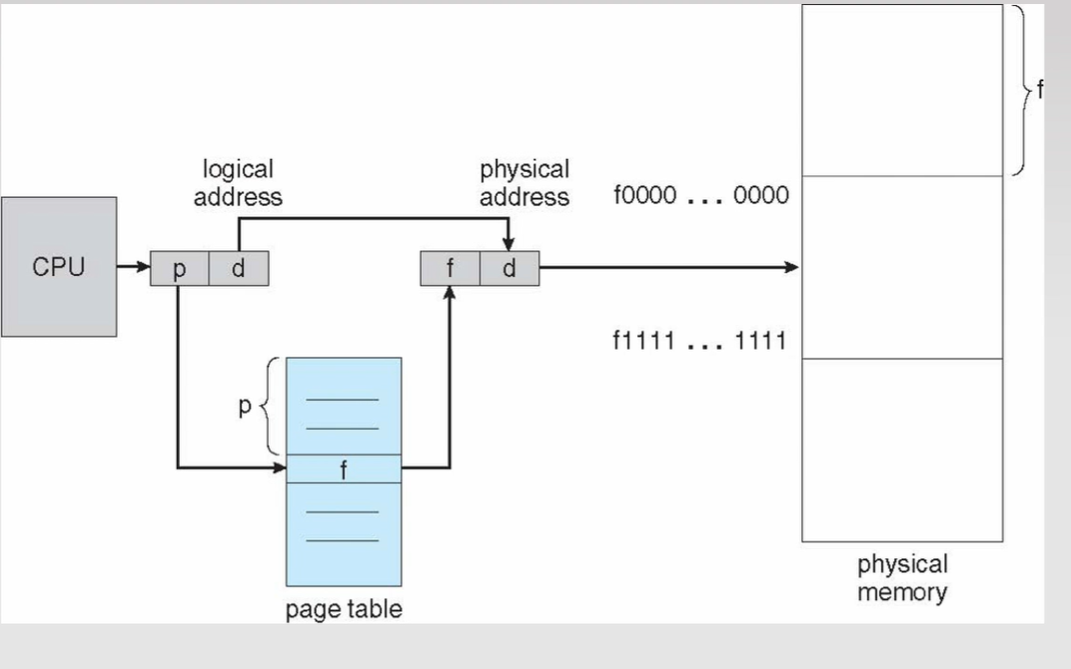 f
logical
address
physical
address
f0000 ... 0000
CPU
p
d
f
d
f1111 ... 1111
p
f
physical
memory
page table